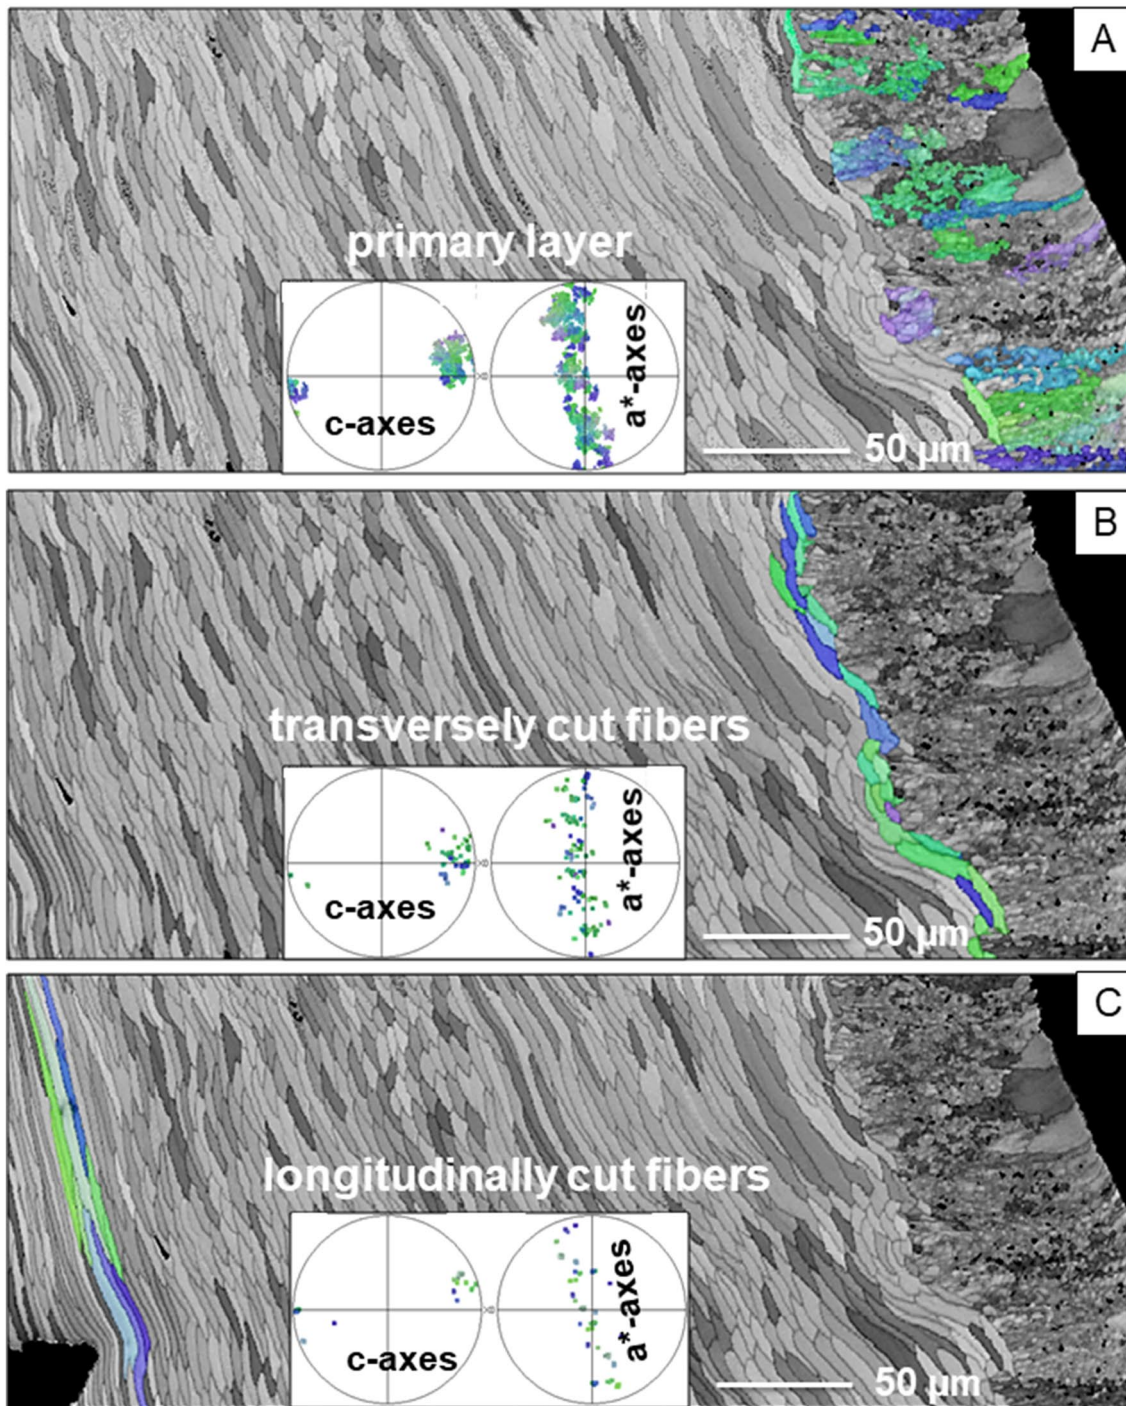 A
primary layer
c-axes
a*-axes
50 µm
B
transversely cut fibers
c-axes
a*-axes
50 µm
C
longitudinally cut fibers
c-axes
a*-axes
50 µm